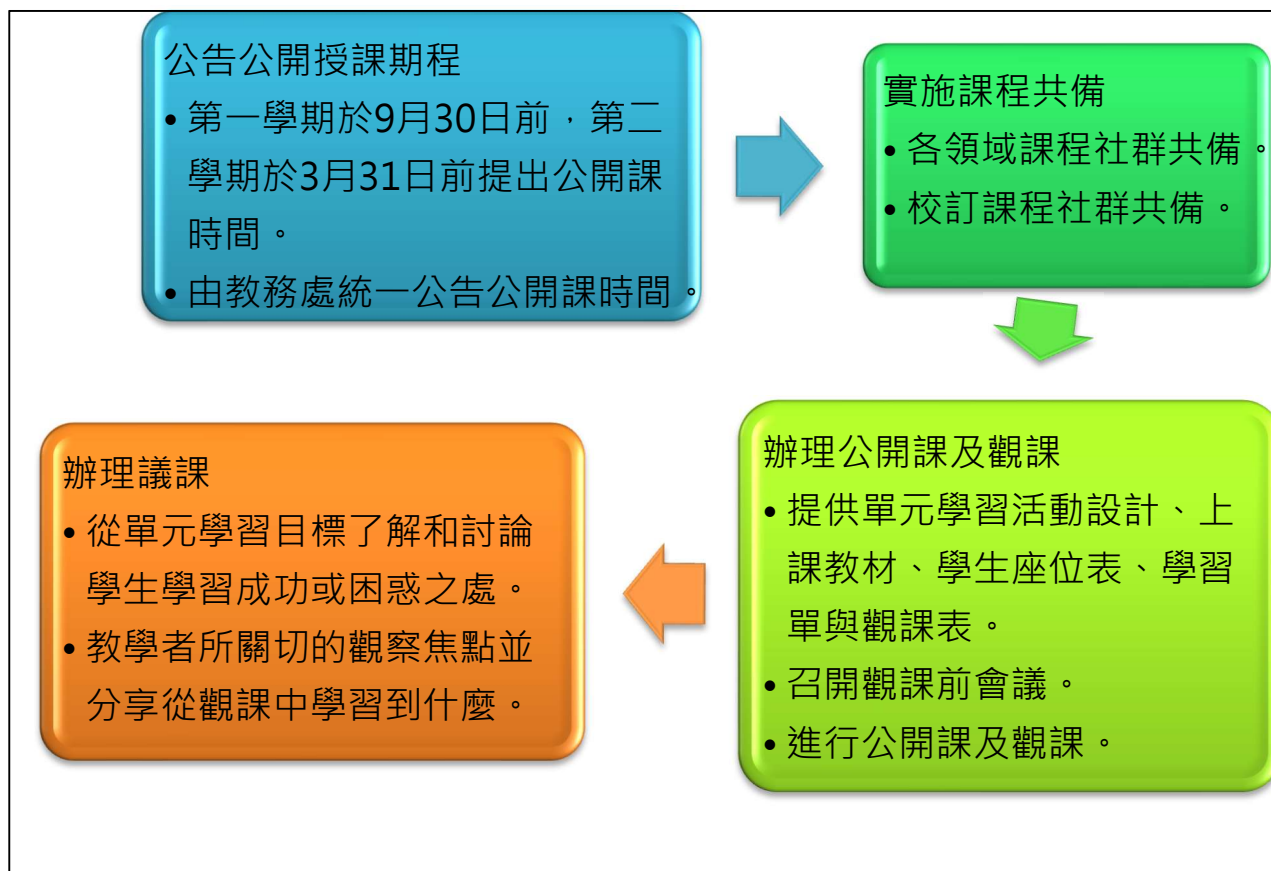 公告公開授課期程
• 第一學期於9月30日前，第二
學期於3月31日前提出公開課
時間。
• 由教務處統一公告公開課時間。
實施課程共備
• 各領域課程社群共備。
• 校訂課程社群共備。
辦理公開課及觀課
• 提供單元學習活動設計、上
課教材、學生座位表、學習
單與觀課表。
• 召開觀課前會議。
• 進行公開課及觀課。
辦理議課
• 從單元學習目標了解和討論
學生學習成功或困惑之處。
• 教學者所關切的觀察焦點並
分享從觀課中學習到什麼。